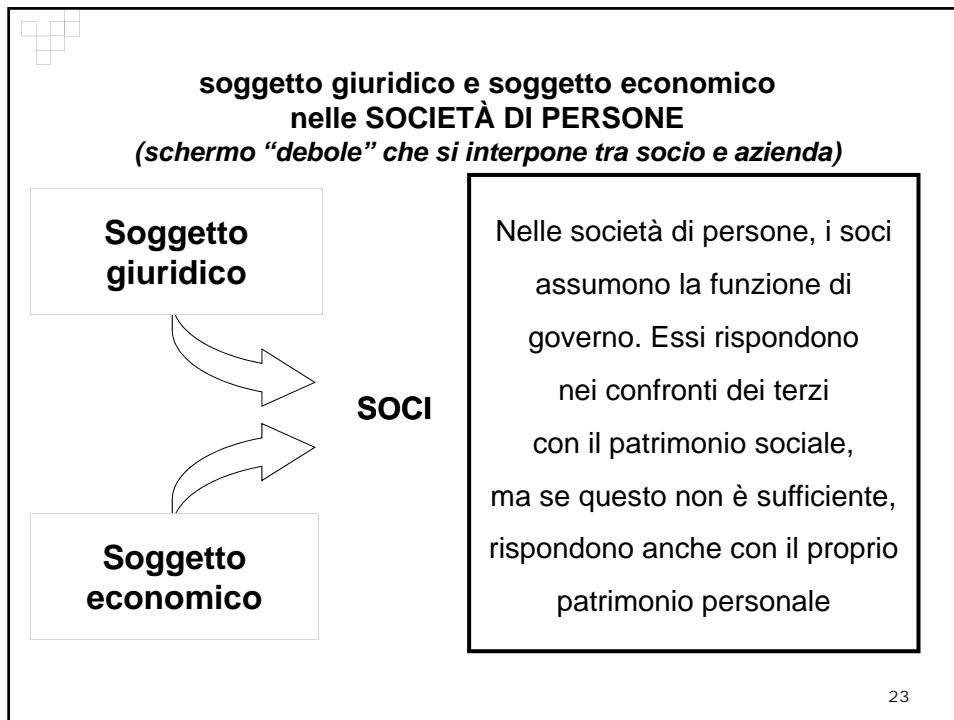 soggetto giuridico e soggetto economico
nelle SOCIETÀ DI PERSONE
(schermo “debole” che si interpone tra socio e azienda)
Soggetto
giuridico
SOCI
Soggetto
economico
Nelle società di persone, i soci
assumono la funzione di
governo. Essi rispondono
nei confronti dei terzi
con il patrimonio sociale,
ma se questo non è sufficiente,
rispondono anche con il proprio
patrimonio personale
23